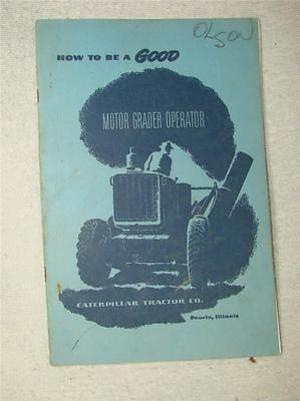 OLSON
HOW TO BE A GOOD
MOTOR GRADER OPERATOR
CATERPILLAR TRACTOR CO.
Peoria, Illinois